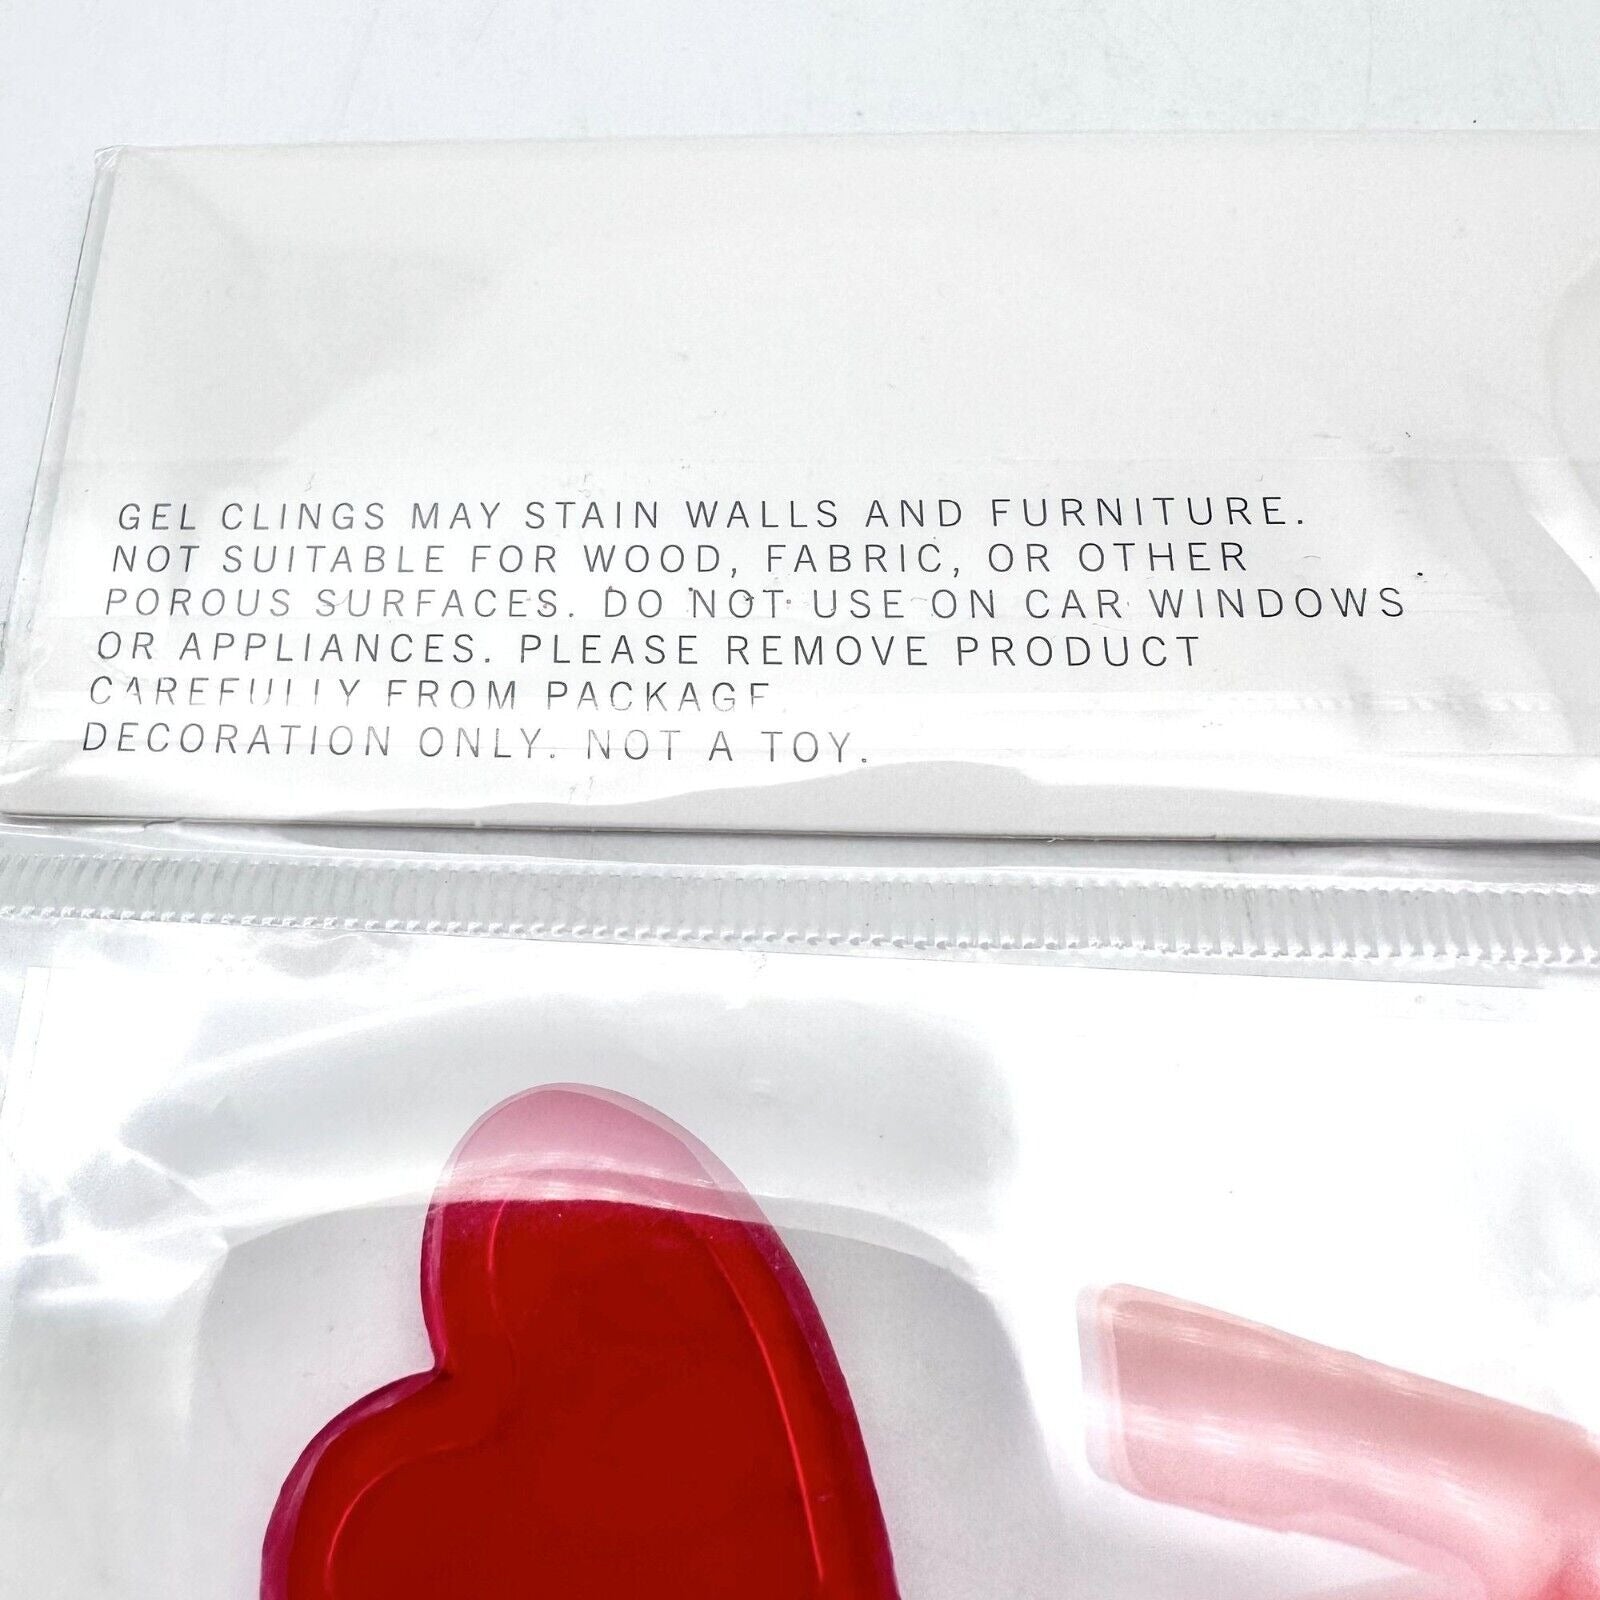 GEL CLINGS MAY STAIN WALLS AND FURNITURE.
NOT SUITABLE FOR WOOD, FABRIC, OR OTHER
POROUS SURFACES. DO NOT USE ON CAR WINDOWS
OR APPLIANCES. PLEASE REMOVE PRODUCT
CAREFULLY FROM PACKAGE
DECORATION ONLY. NOT A TOY.